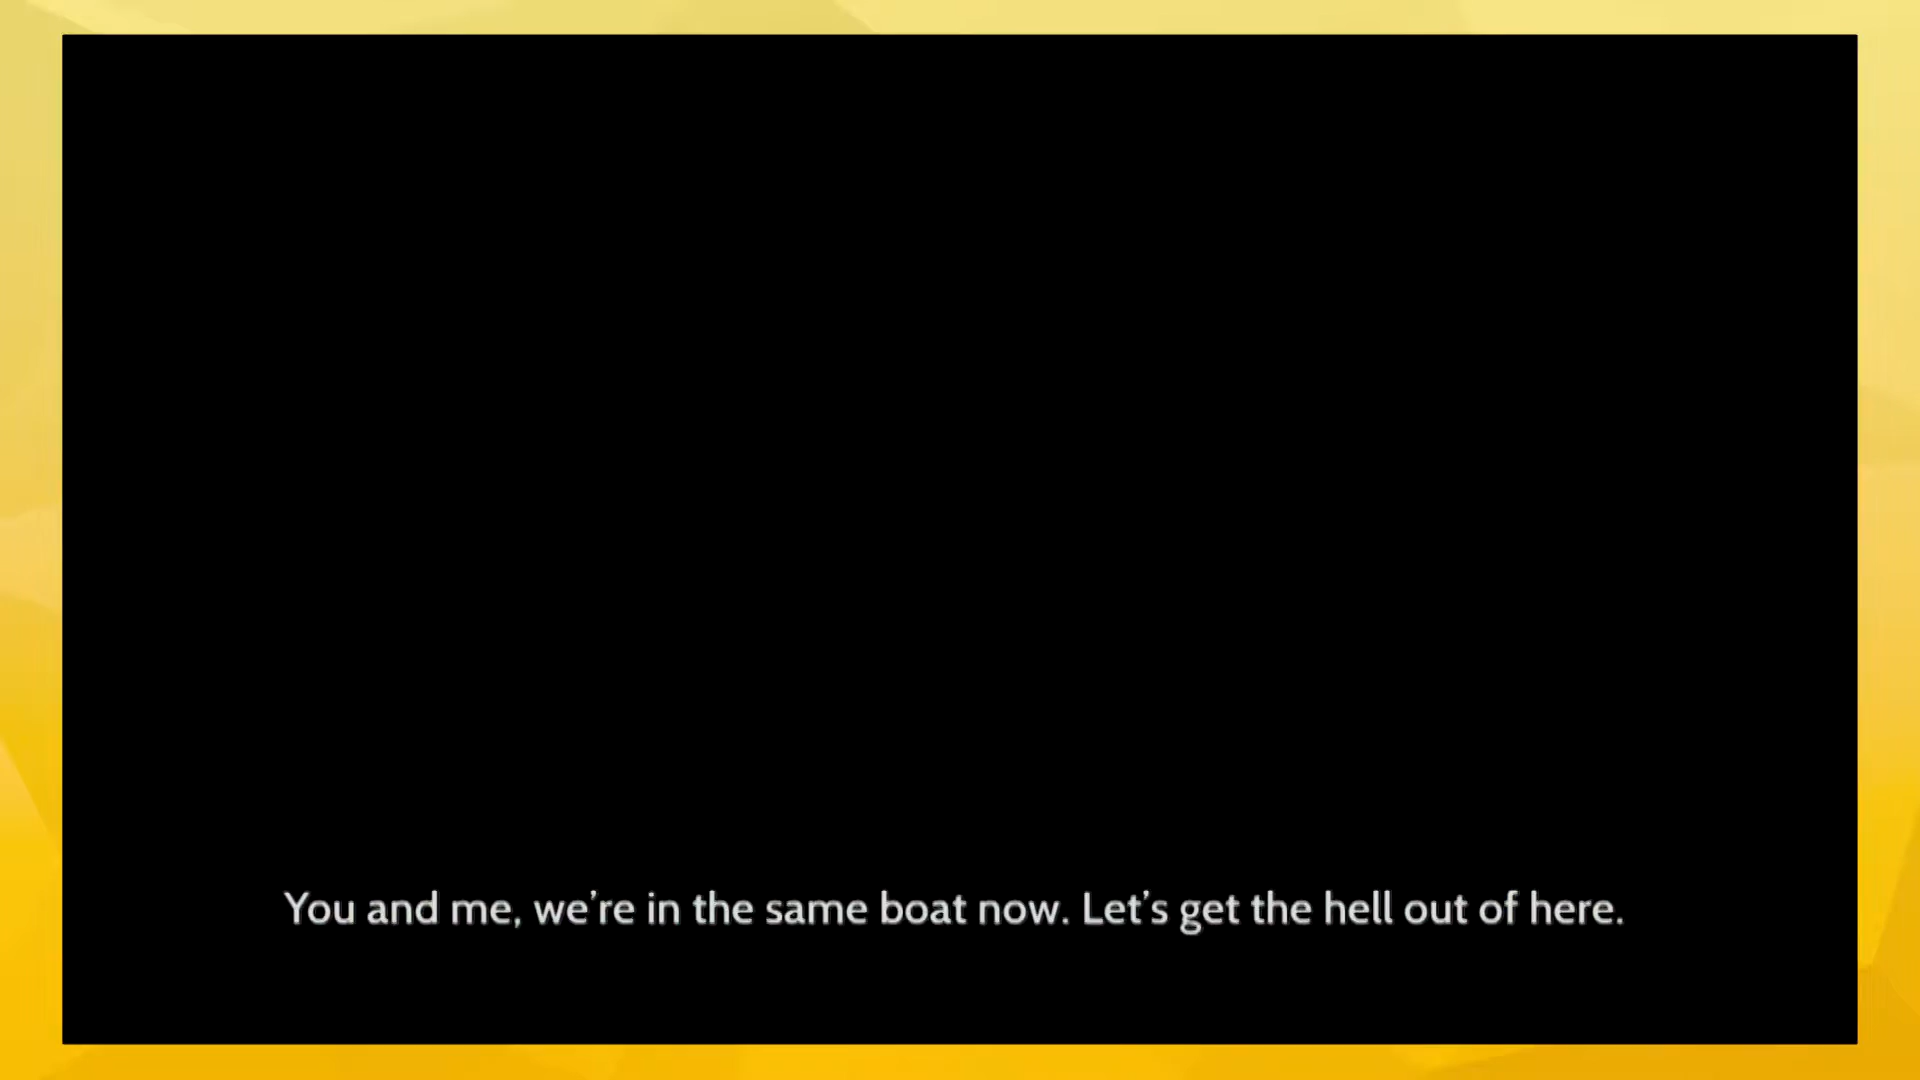 You and me, we’re in the same boat now. Let’s get the hell out of here.